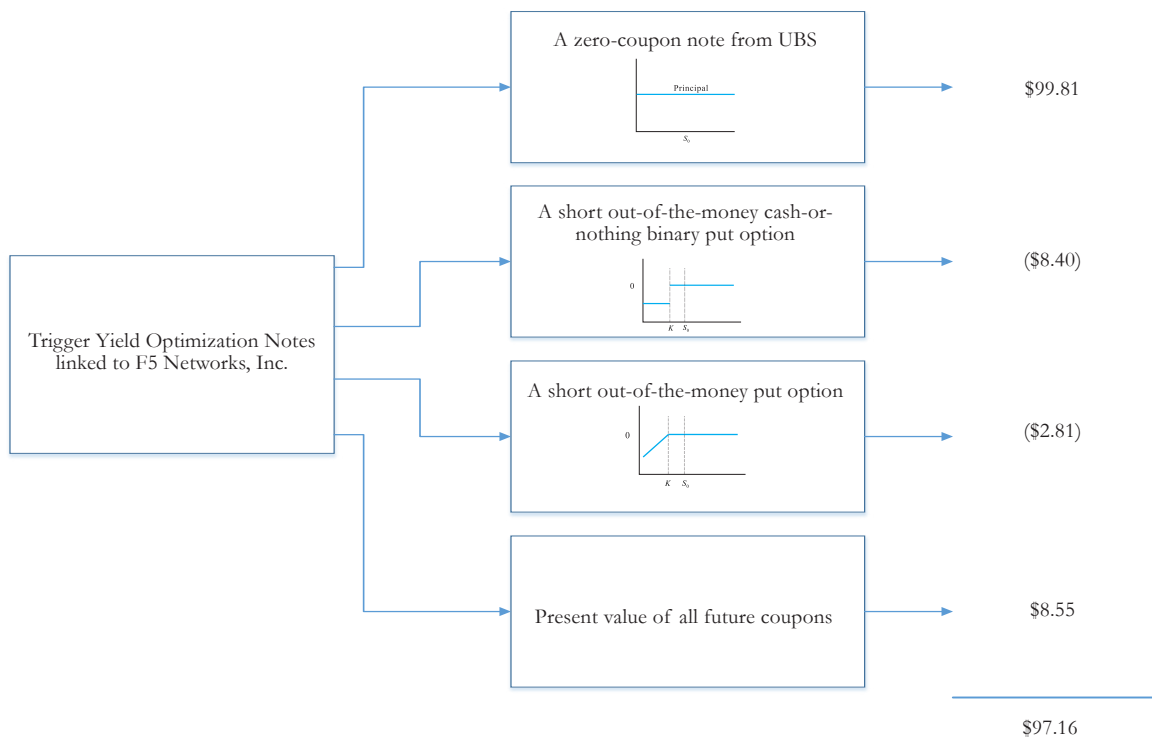 A zero-coupon note from UBS
Principal
S₀
$99.81
A short out-of-the-money cash-or-
nothing binary put option
0
K
S₀
($8.40)
Trigger Yield Optimization Notes
linked to F5 Networks, Inc.
A short out-of-the-money put option
0
K
S₀
($2.81)
Present value of all future coupons
$8.55
$97.16